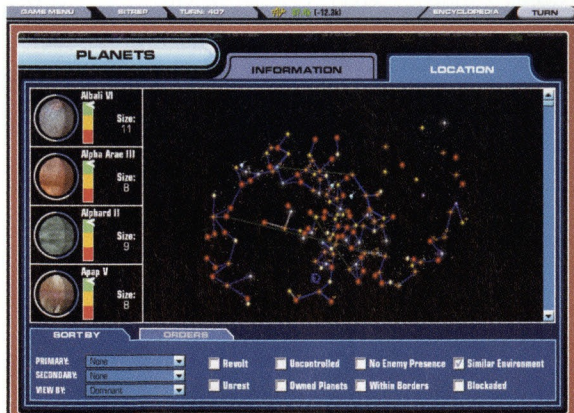 GAME MENU SITREP TURN: 407 (-12.3k) ENCYCLOPEDIA TURN
PLANETS
INFORMATION LOCATION
Albali VI
Size:
11
Alpha Arae III
Size:
8
Alphard II
Size:
9
Apap V
Size:
8
SORT BY ORDERS
PRIMARY: None
SECONDARY: None
VIEW BY: Dominant
Revolt Uncontrolled No Enemy Presence Similar Environment
Unrest Owned Planets Within Borders Blockaded